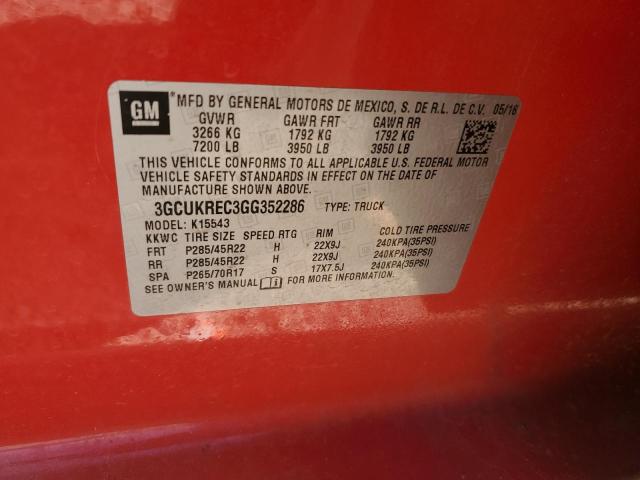 GM
*MFD BY GENERAL MOTORS DE MEXICO, S. DE R.L. DE C.V. 05/16
GVWR GAWR FRT GAWR RR
3266 KG 1792 KG 1792 KG
7200 LB 3950 LB 3950 LB
THIS VEHICLE CONFORMS TO ALL APPLICABLE U.S. FEDERAL MOTOR
VEHICLE SAFETY STANDARDS IN EFFECT ON THE DATE OF
MANUFACTURE SHOWN ABOVE.
3GCUKREC3GG352286 TYPE: TRUCK
MODEL: K15543
KKWC TIRE SIZE SPEED RTG RIM COLD TIRE PRESSURE
FRT P285/45R22 H 22X9J 240KPA(35PSI)
RR P285/45R22 H 22X9J 240KPA(35PSI)
SPA P265/70R17 S 17X7.5J 240KPA(35PSI)
SEE OWNER'S MANUAL FOR MORE INFORMATION.